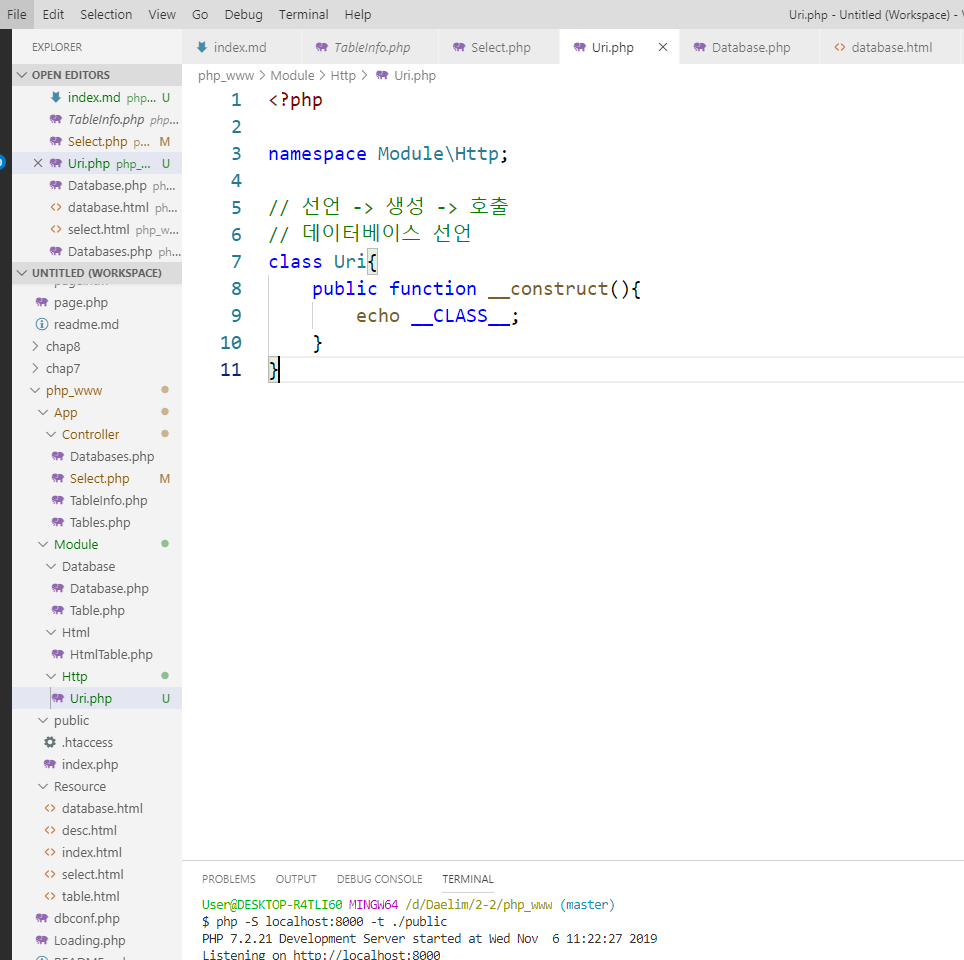 File Edit Selection View Go Debug Terminal Help Uri.php - Untitled (Workspace) -
EXPLORER
OPEN EDITORS
index.md php... U
TableInfo.php php...
Select.php p... M
Uri.php php_... U
Database.php ph...
database.html ph...
select.html php_w...
Databases.php ph...
UNTITLED (WORKSPACE)
page.php
readme.md
chap8
chap7
php_www
App
Controller
Databases.php
Select.php M
TableInfo.php
Tables.php
Module
Database
Database.php
Table.php
Html
HtmlTable.php
Http
Uri.php U
public
.htaccess
index.php
Resource
database.html
desc.html
index.html
select.html
table.html
dbconf.php
Loading.php
index.md TableInfo.php Select.php Uri.php Database.php database.html
php_www > Module > Http > Uri.php
1 <?php
2
3 namespace Module\Http;
4
5 // 선언 -> 생성 -> 호출
6 // 데이터베이스 선언
7 class Uri{
8 public function __construct(){
9 echo __CLASS__;
10 }
11 }
PROBLEMS OUTPUT DEBUG CONSOLE TERMINAL
User@DESKTOP-R4TLI60 MINGW64 /d/Daelim/2-2/php_www (master)
$ php -S localhost:8000 -t ./public
PHP 7.2.21 Development Server started at Wed Nov 6 11:22:27 2019
Listening on http://localhost:8000